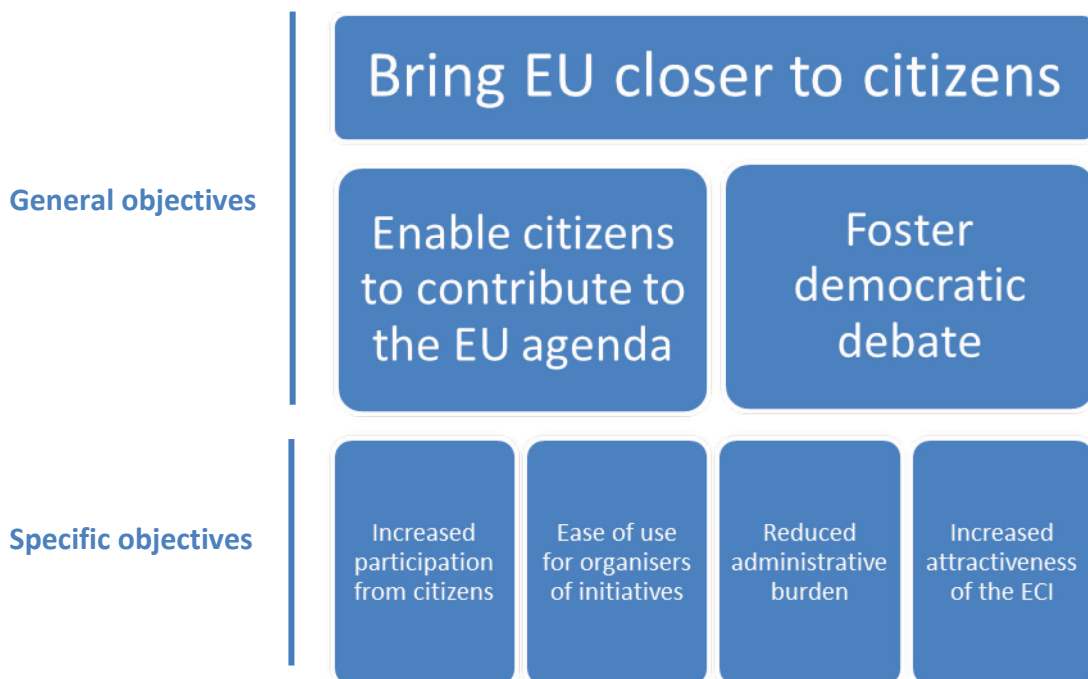 Bring EU closer to citizens
General objectives
Enable citizens
to contribute to
the EU agenda
Foster
democratic
debate
Specific objectives
Increased
participation
from citizens
Ease of use
for organisers
of initiatives
Reduced
administrative
burden
Increased
attractiveness
of the ECI